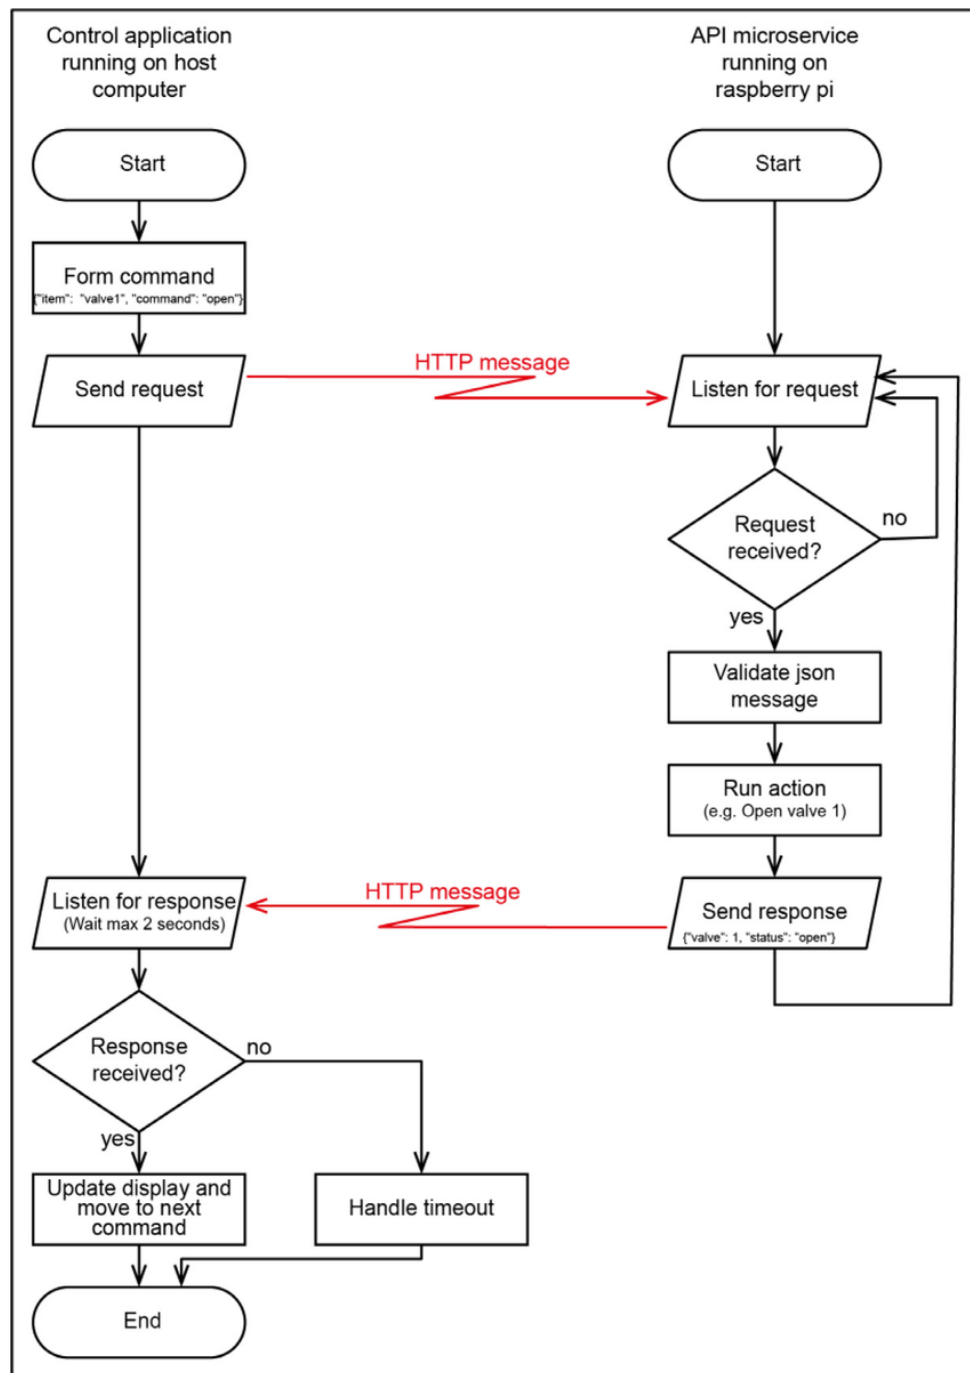 Control application
running on host
computer
API microservice
running on
raspberry pi
Start
Start
Form command
{"item": "valve1", "command": "open"}
HTTP message
Send request
Listen for request
Request
received?
no
yes
Validate json
message
Run action
(e.g. Open valve 1)
HTTP message
Listen for response
(Wait max 2 seconds)
Send response
{"valve": 1, "status": "open"}
Response
received?
no
yes
Update display and
move to next
command
Handle timeout
End